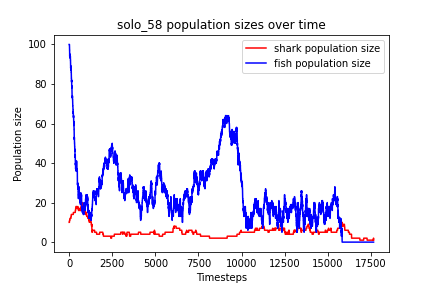 solo_58 population sizes over time
shark population size
fish population size
Population size
100
80
60
40
20
0
0 2500 5000 7500 10000 12500 15000 17500
Timesteps